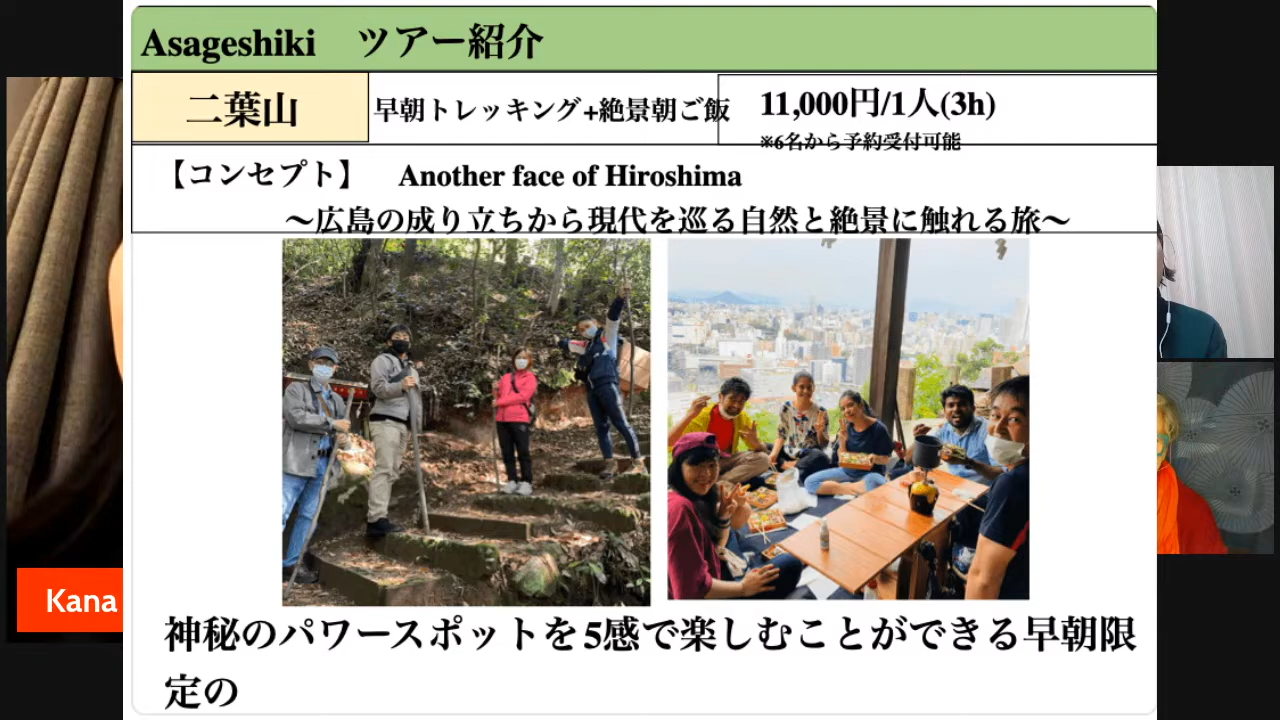 Asageshiki ツアー紹介
二葉山
早朝トレッキング+絶景朝ご飯
11,000円/1人(3h)
※6名から予約受付可能
【コンセプト】 Another face of Hiroshima
～広島の成り立ちから現代を巡る自然と絶景に触れる旅～
Kana
神秘のパワースポットを5感で楽しむことができる早朝限
定の